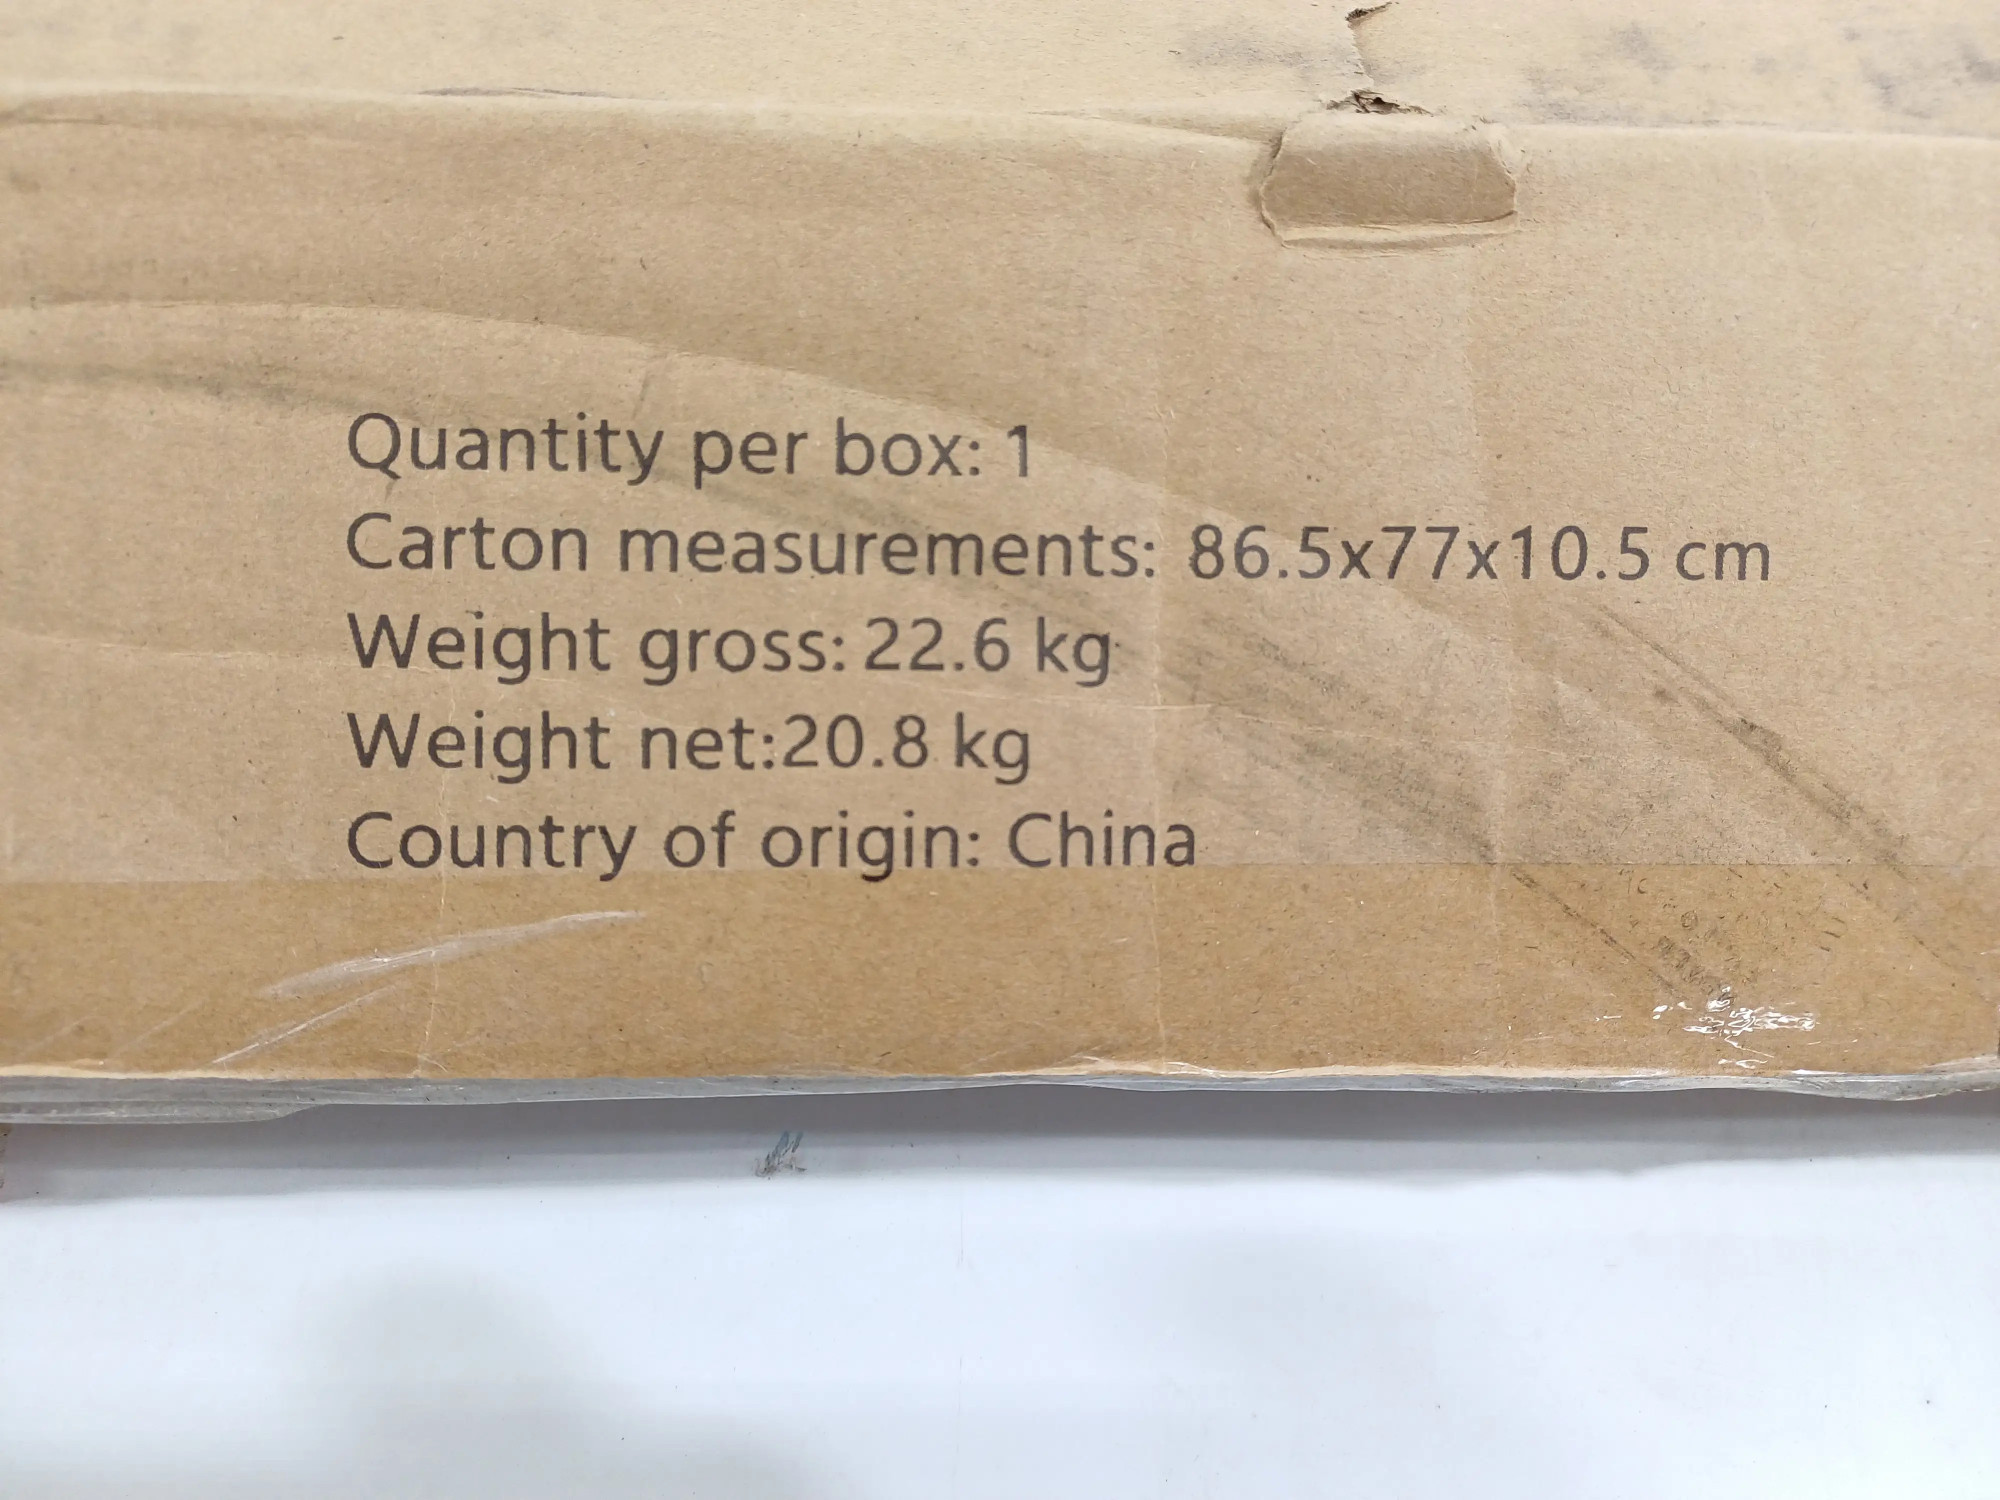 Quantity per box: 1
Carton measurements: 86.5x77x10.5 cm
Weight gross: 22.6 kg
Weight net:20.8 kg
Country of origin: China